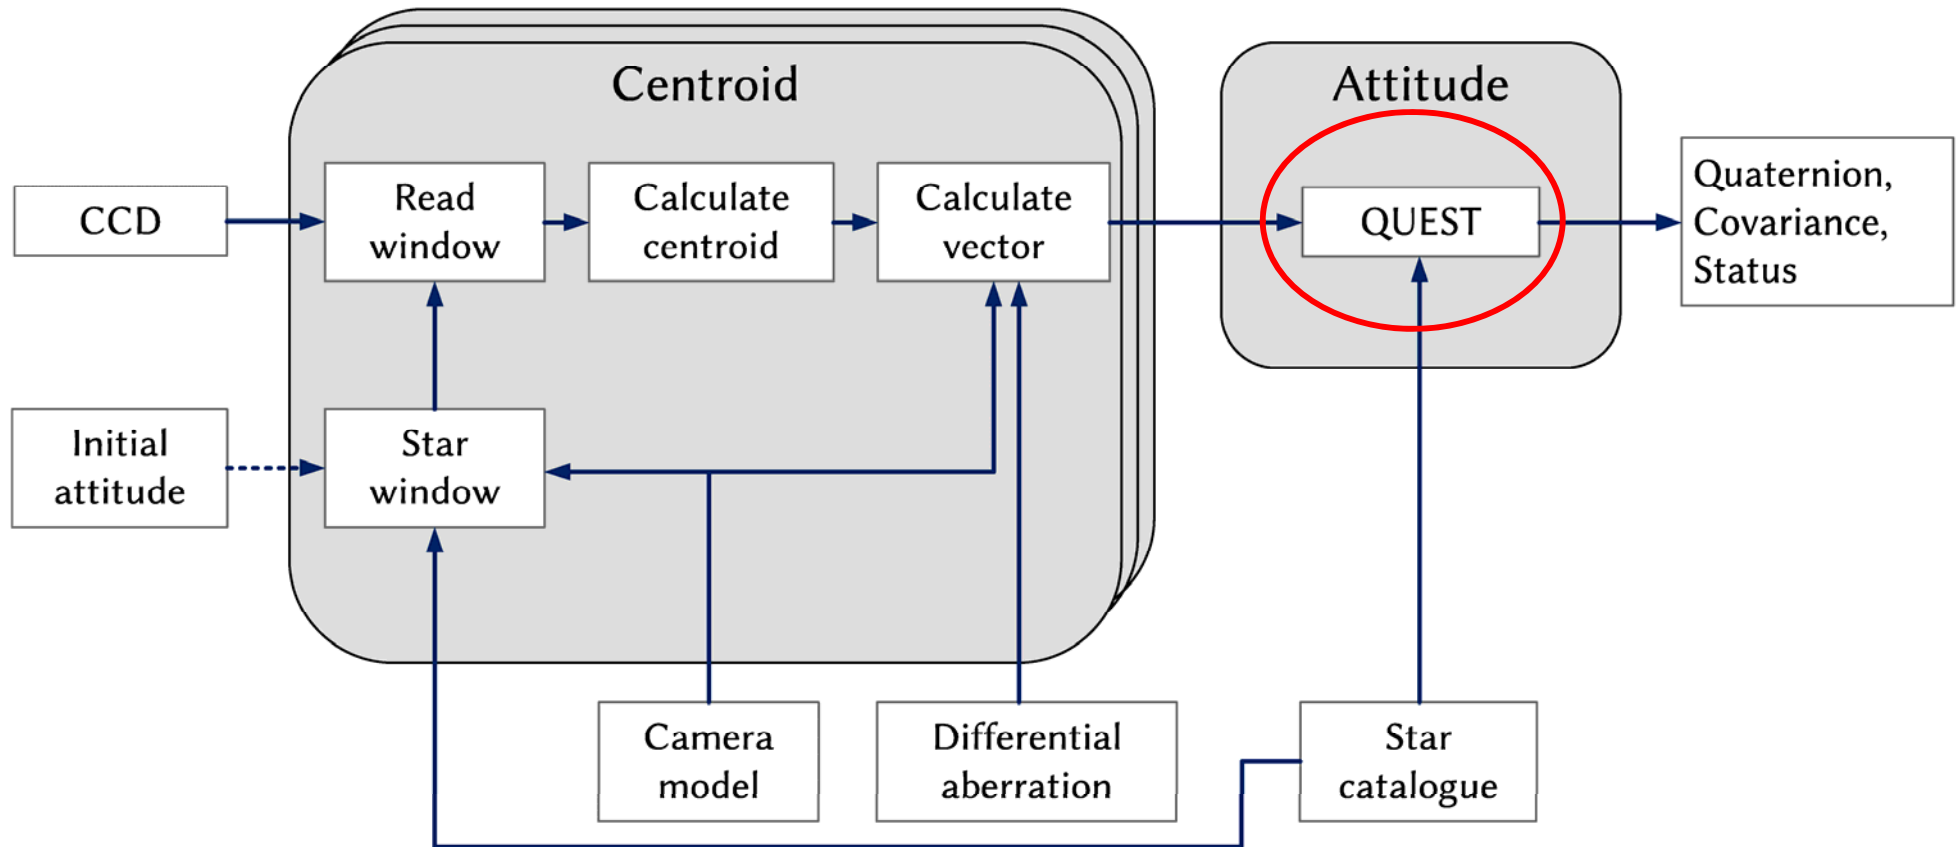 Centroid
Attitude
CCD
Read
window
Calculate
centroid
Calculate
vector
QUEST
Quaternion,
Covariance,
Status
Initial
attitude
Star
window
Camera
model
Differential
aberration
Star
catalogue